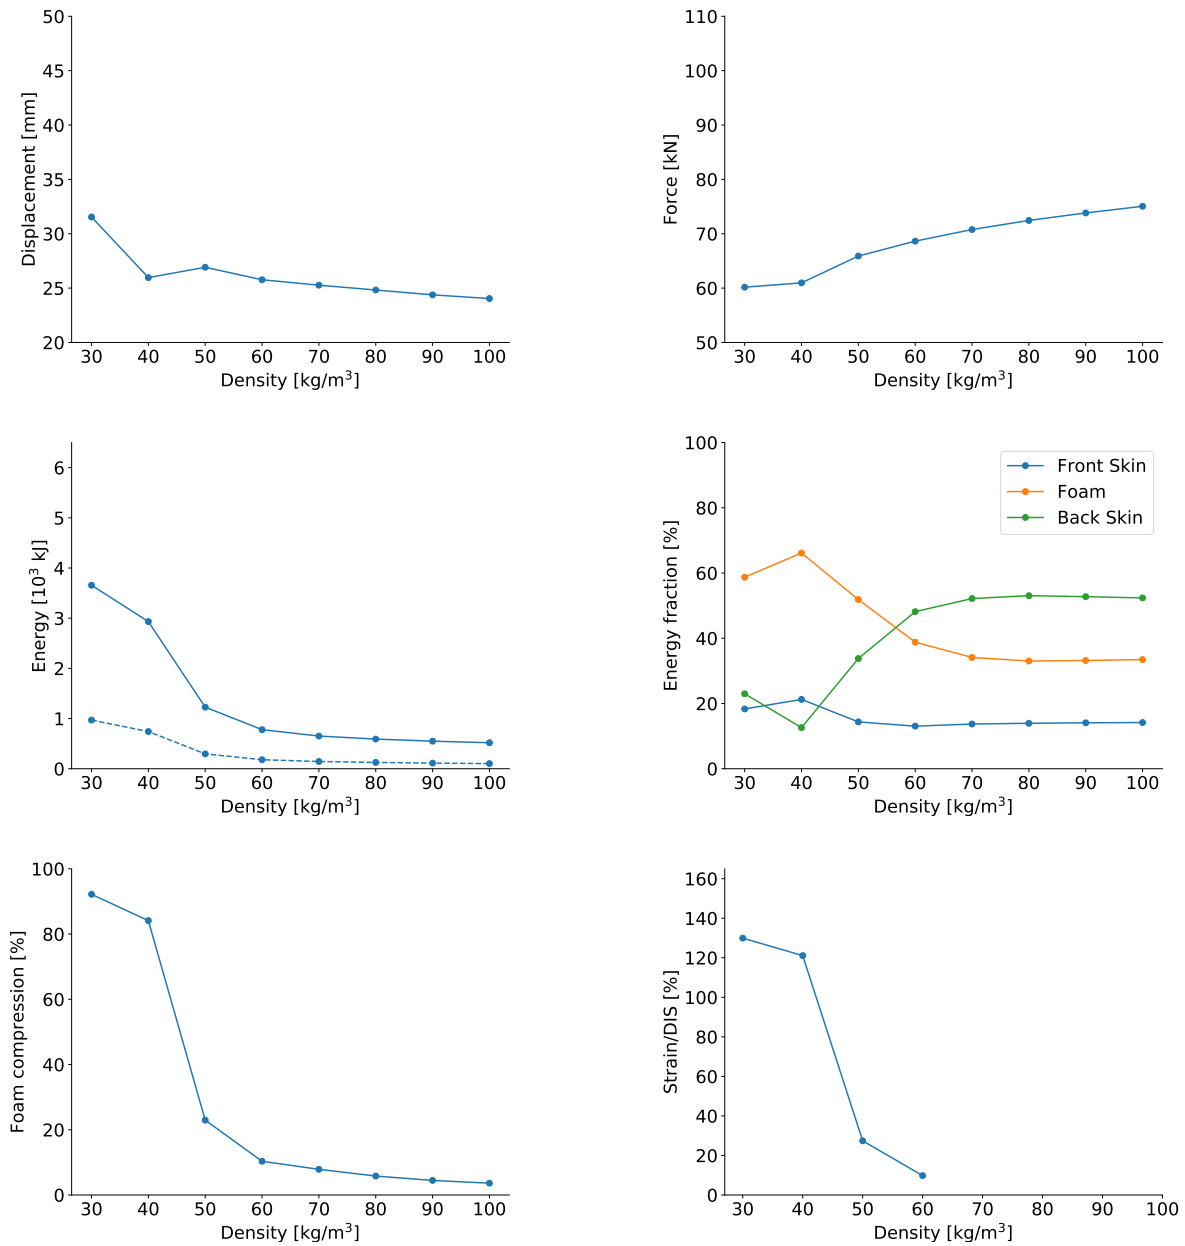 50
45
40
35
30
25
20
Displacement [mm]
30 40 50 60 70 80 90 100
Density [kg/m³]
110
100
90
80
70
60
50
Force [kN]
30 40 50 60 70 80 90 100
Density [kg/m³]
6
5
4
3
2
1
0
Energy [10³ kJ]
30 40 50 60 70 80 90 100
Density [kg/m³]
100
80
60
40
20
0
Energy fraction [%]
Front Skin
Foam
Back Skin
30 40 50 60 70 80 90 100
Density [kg/m³]
100
80
60
40
20
0
Foam compression [%]
30 40 50 60 70 80 90 100
Density [kg/m³]
160
140
120
100
80
60
40
20
0
Strain/DIS [%]
30 40 50 60 70 80 90 100
Density [kg/m³]